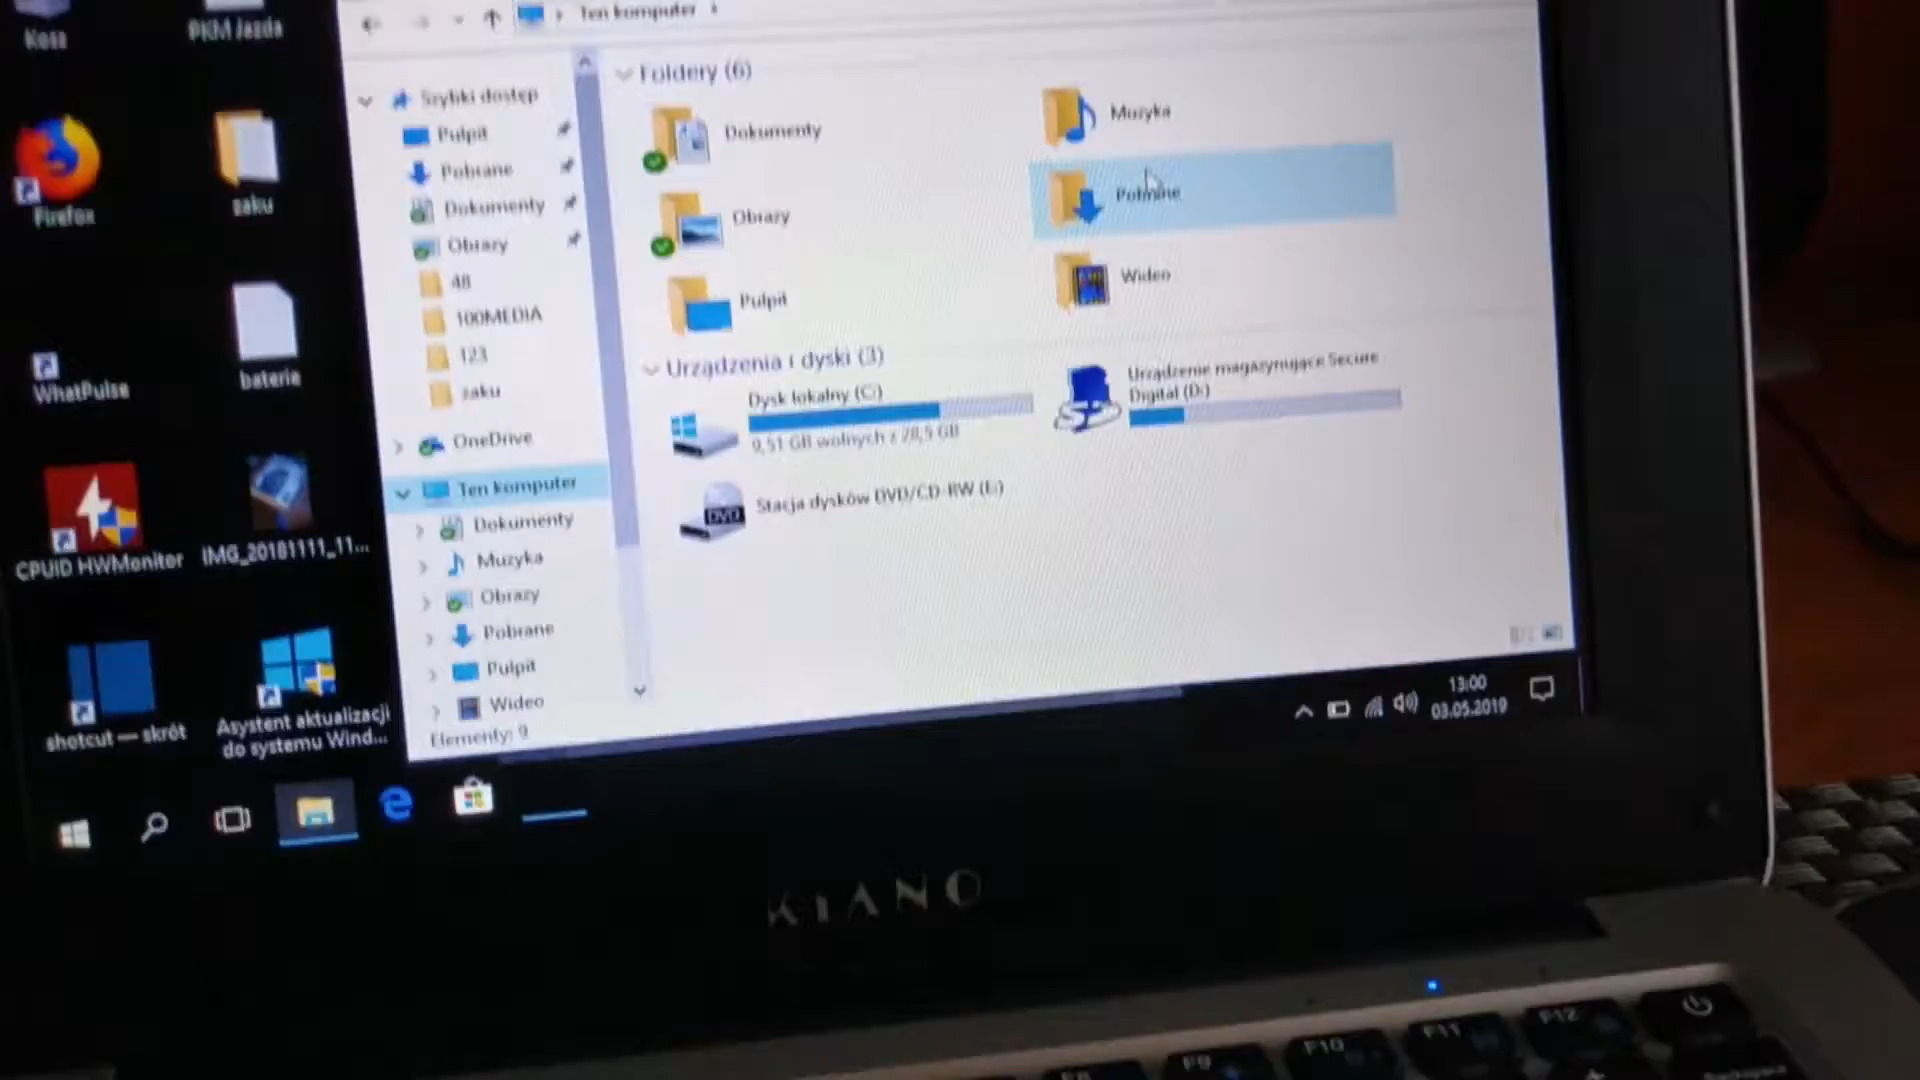 Kosz
PKM Jazda
Firefox
zaku
WhatPulse
bateria
CPUID HWMonitor
IMG_20181111_11...
shotcut — skrót
Asystent aktualizacji
do systemu Wind...
Ten komputer
Szybki dostęp
Pulpit
Pobrane
Dokumenty
Obrazy
48
100MEDIA
123
zaku
OneDrive
Ten komputer
Dokumenty
Muzyka
Obrazy
Pobrane
Pulpit
Wideo
Elementy: 9
Foldery (6)
Dokumenty
Muzyka
Obrazy
Pobrane
Pulpit
Wideo
Urządzenia i dyski (3)
Dysk lokalny (C:)
9,51 GB wolnych z 28,5 GB
Urządzenie magazynujące Secure
Digital (D:)
DVD
Stacja dysków DVD/CD-RW (E:)
13:00
03.05.2019
KIANO
F8
F9
F10
F11
F12
Backspace